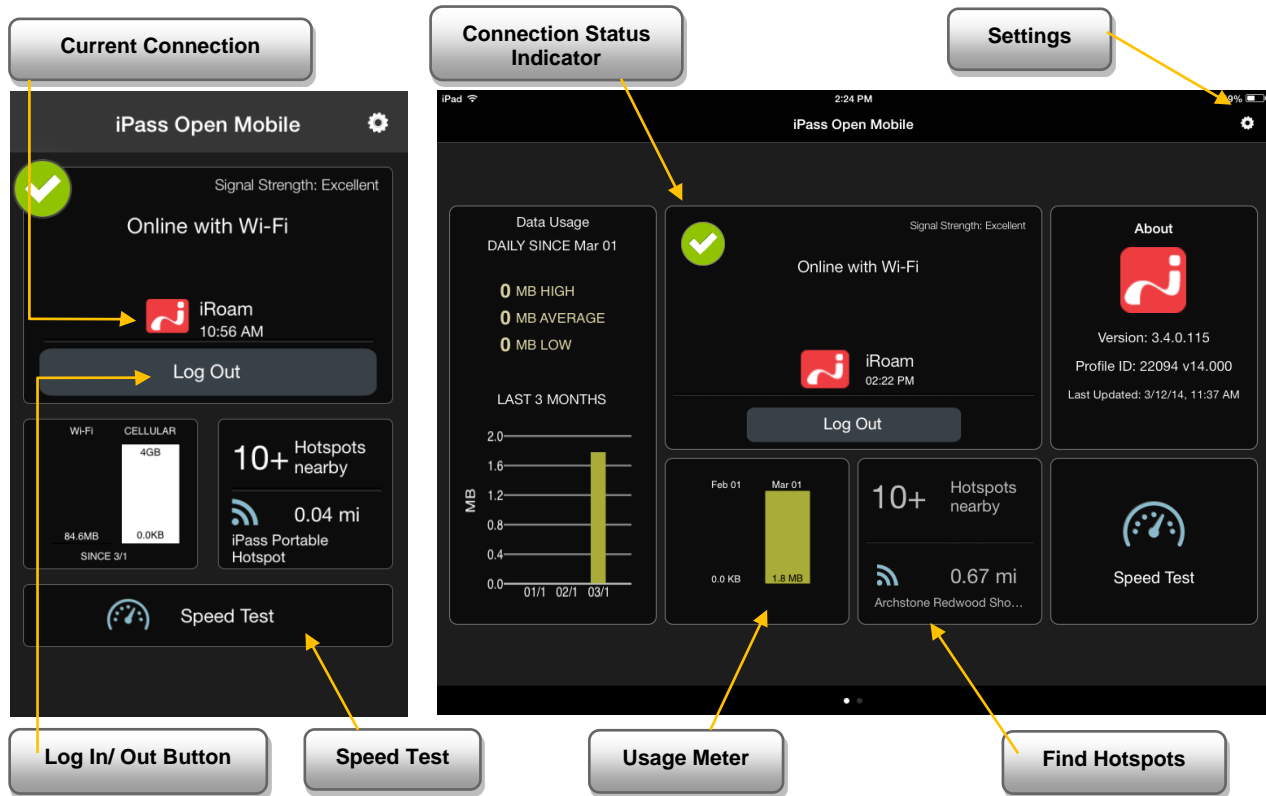 Current Connection
Connection Status
Indicator
Settings
iPass Open Mobile
Signal Strength: Excellent
Online with Wi-Fi
iRoam
10:56 AM
Log Out
Wi-Fi CELLULAR
4GB
84.6MB 0.0KB
SINCE 3/1
10+ Hotspots
nearby
0.04 mi
iPass Portable
Hotspot
Speed Test
iPad 2:24 PM 9%
iPass Open Mobile
Data Usage
DAILY SINCE Mar 01
0 MB HIGH
0 MB AVERAGE
0 MB LOW
LAST 3 MONTHS
2.0
1.6
1.2
0.8
0.4
0.0
MB
01/1 02/1 03/1
Signal Strength: Excellent
Online with Wi-Fi
iRoam
02:22 PM
Log Out
About
Version: 3.4.0.115
Profile ID: 22094 v14.000
Last Updated: 3/12/14, 11:37 AM
Feb 01 Mar 01
0.0 KB 1.8 MB
10+ Hotspots
nearby
0.67 mi
Archstone Redwood Sho...
Speed Test
Log In/ Out Button
Speed Test
Usage Meter
Find Hotspots